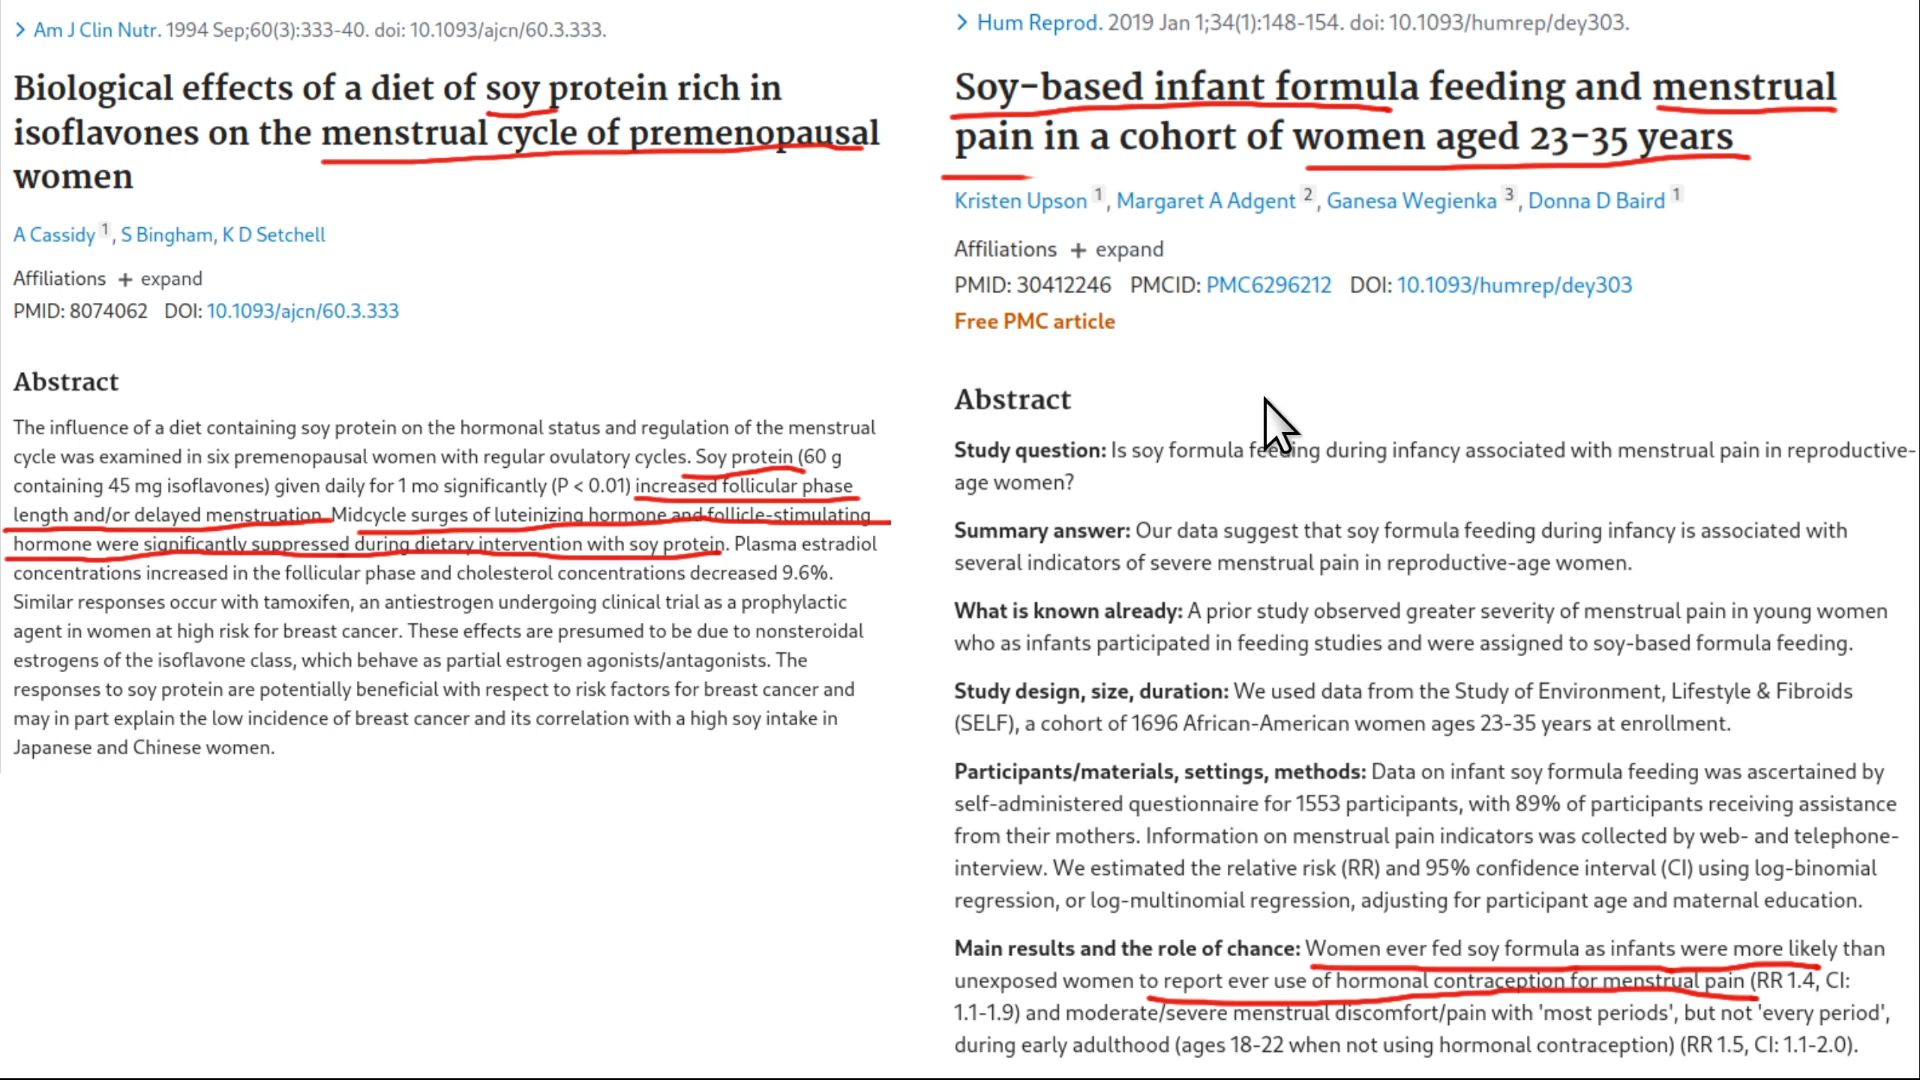 > Am J Clin Nutr. 1994 Sep;60(3):333-40. doi: 10.1093/ajcn/60.3.333.
Biological effects of a diet of soy protein rich in
isoflavones on the menstrual cycle of premenopausal
women
A Cassidy 1, S Bingham, K D Setchell
Affiliations + expand
PMID: 8074062 DOI: 10.1093/ajcn/60.3.333
Abstract
The influence of a diet containing soy protein on the hormonal status and regulation of the menstrual
cycle was examined in six premenopausal women with regular ovulatory cycles. Soy protein (60 g
containing 45 mg isoflavones) given daily for 1 mo significantly (P < 0.01) increased follicular phase
length and/or delayed menstruation. Midcycle surges of luteinizing hormone and follicle-stimulating
hormone were significantly suppressed during dietary intervention with soy protein. Plasma estradiol
concentrations increased in the follicular phase and cholesterol concentrations decreased 9.6%.
Similar responses occur with tamoxifen, an antiestrogen undergoing clinical trial as a prophylactic
agent in women at high risk for breast cancer. These effects are presumed to be due to nonsteroidal
estrogens of the isoflavone class, which behave as partial estrogen agonists/antagonists. The
responses to soy protein are potentially beneficial with respect to risk factors for breast cancer and
may in part explain the low incidence of breast cancer and its correlation with a high soy intake in
Japanese and Chinese women.
> Hum Reprod. 2019 Jan 1;34(1):148-154. doi: 10.1093/humrep/dey303.
Soy-based infant formula feeding and menstrual
pain in a cohort of women aged 23-35 years
Kristen Upson 1, Margaret A Adgent 2, Ganesa Wegienka 3, Donna D Baird 1
Affiliations + expand
PMID: 30412246 PMCID: PMC6296212 DOI: 10.1093/humrep/dey303
Free PMC article
Abstract
Study question: Is soy formula feeding during infancy associated with menstrual pain in reproductive-
age women?
Summary answer: Our data suggest that soy formula feeding during infancy is associated with
several indicators of severe menstrual pain in reproductive-age women.
What is known already: A prior study observed greater severity of menstrual pain in young women
who as infants participated in feeding studies and were assigned to soy-based formula feeding.
Study design, size, duration: We used data from the Study of Environment, Lifestyle & Fibroids
(SELF), a cohort of 1696 African-American women ages 23-35 years at enrollment.
Participants/materials, settings, methods: Data on infant soy formula feeding was ascertained by
self-administered questionnaire for 1553 participants, with 89% of participants receiving assistance
from their mothers. Information on menstrual pain indicators was collected by web- and telephone-
interview. We estimated the relative risk (RR) and 95% confidence interval (CI) using log-binomial
regression, or log-multinomial regression, adjusting for participant age and maternal education.
Main results and the role of chance: Women ever fed soy formula as infants were more likely than
unexposed women to report ever use of hormonal contraception for menstrual pain (RR 1.4, CI:
1.1-1.9) and moderate/severe menstrual discomfort/pain with 'most periods', but not 'every period',
during early adulthood (ages 18-22 when not using hormonal contraception) (RR 1.5, CI: 1.1-2.0).